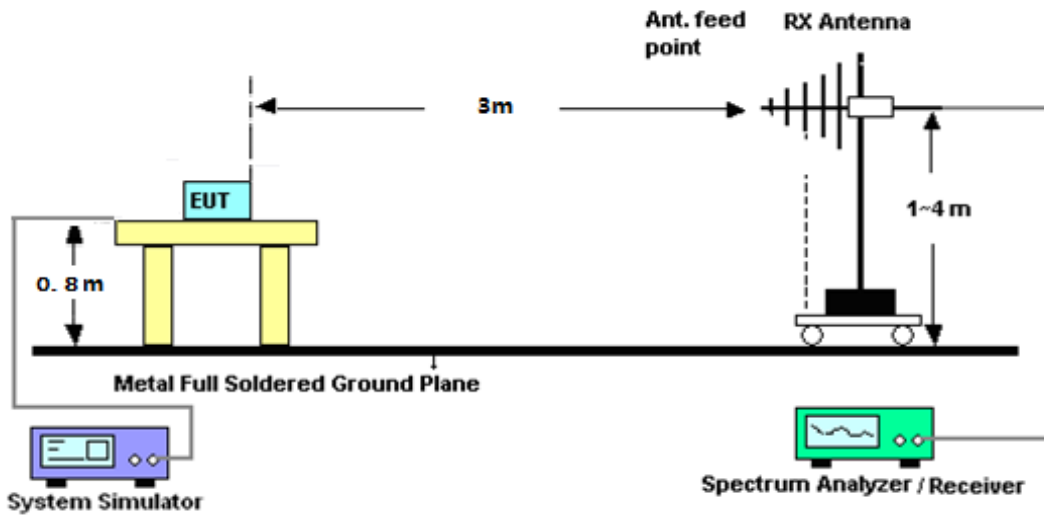 Ant. feed
point
RX Antenna
3m
EUT
1~4 m
0. 8 m
Metal Full Soldered Ground Plane
System Simulator
Spectrum Analyzer / Receiver